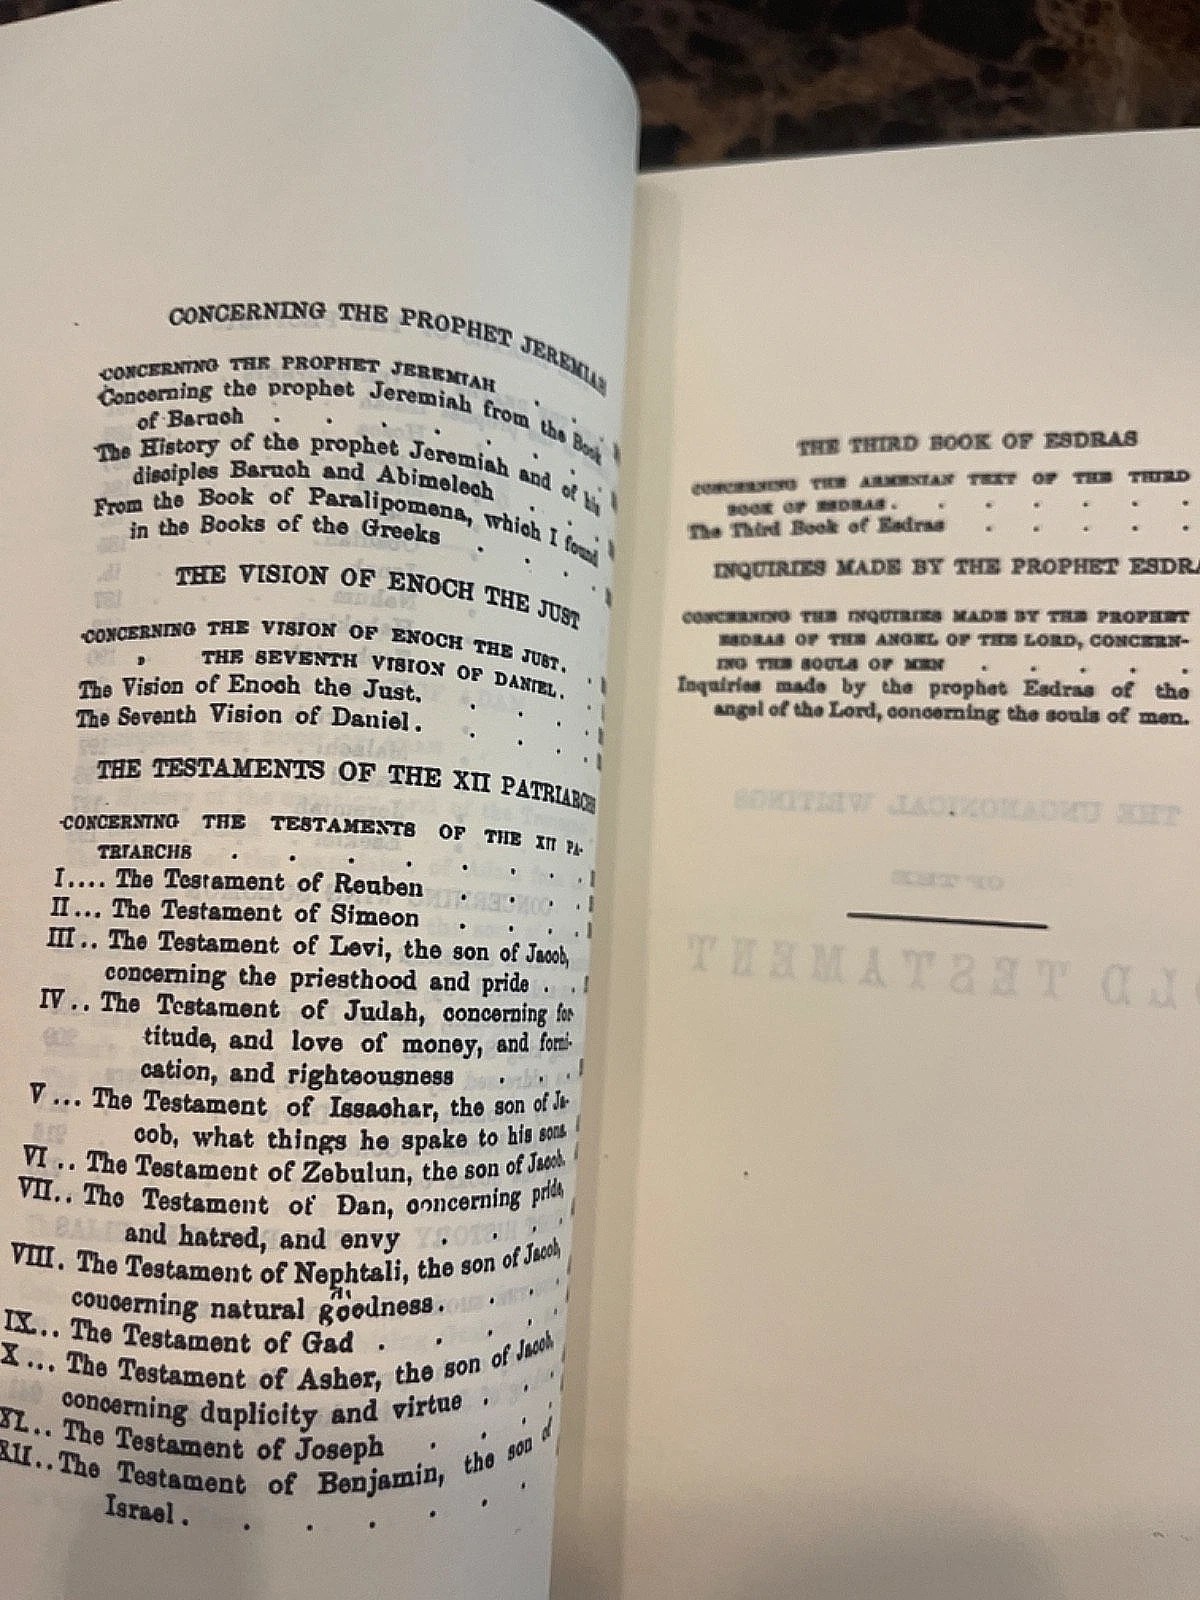 CONCERNING THE PROPHET JEREMIAH
CONCERNING THE PROPHET JEREMIAH . .
Concerning the prophet Jeremiah from the Book
of Baruch . . . . . . .
The History of the prophet Jeremiah and of his
disciples Baruch and Abimelech . . .
From the Book of Paralipomena, which I found
in the Books of the Greeks . . . .
THE VISION OF ENOCH THE JUST
CONCERNING THE VISION OF ENOCH THE JUST.
„ THE SEVENTH VISION OF DANIEL.
The Vision of Enoch the Just. . . . .
The Seventh Vision of Daniel . . . . .
THE TESTAMENTS OF THE XII PATRIARCHS
CONCERNING THE TESTAMENTS OF THE XII PA-
TRIARCHS . . . . . . . .
I.... The Testament of Reuben . . . .
II... The Testament of Simeon . . . .
III.. The Testament of Levi, the son of Jacob,
concerning the priesthood and pride . .
IV.. The Testament of Judah, concerning for-
titude, and love of money, and forni-
cation, and righteousness . . .
V... The Testament of Issachar, the son of Ja-
cob, what things he spake to his sons.
VI.. The Testament of Zebulun, the son of Jacob.
VII.. The Testament of Dan, concerning pride,
and hatred, and envy . . . .
VIII. The Testament of Nephtali, the son of Jacob,
concerning natural goodness. . . .
IX... The Testament of Gad . . . . .
X... The Testament of Asher, the son of Jacob,
concerning duplicity and virtue . . .
XI... The Testament of Joseph . . . .
XII.. The Testament of Benjamin, the son of
Israel . . . . . . .
THE THIRD BOOK OF ESDRAS
CONCERNING THE ARMENIAN TEXT OF THE THIRD
BOOK OF ESDRAS. . . . . . .
The Third Book of Esdras . . . . .
INQUIRIES MADE BY THE PROPHET ESDRA
CONCERNING THE INQUIRIES MADE BY THE PROPHET
ESDRAS OF THE ANGEL OF THE LORD, CONCERN-
ING THE SOULS OF MEN . . . . .
Inquiries made by the prophet Esdras of the
angel of the Lord, concerning the souls of men.